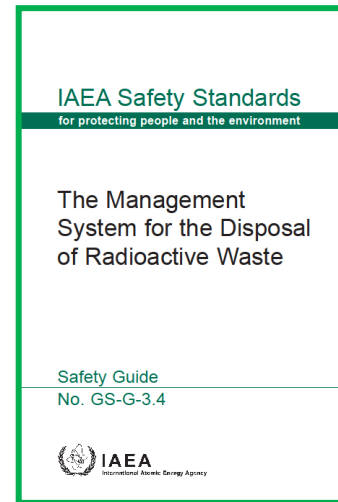 IAEA Safety Standards
for protecting people and the environment
The Management
System for the Disposal
of Radioactive Waste
Safety Guide
No. GS-G-3.4
IAEA
International Atomic Energy Agency